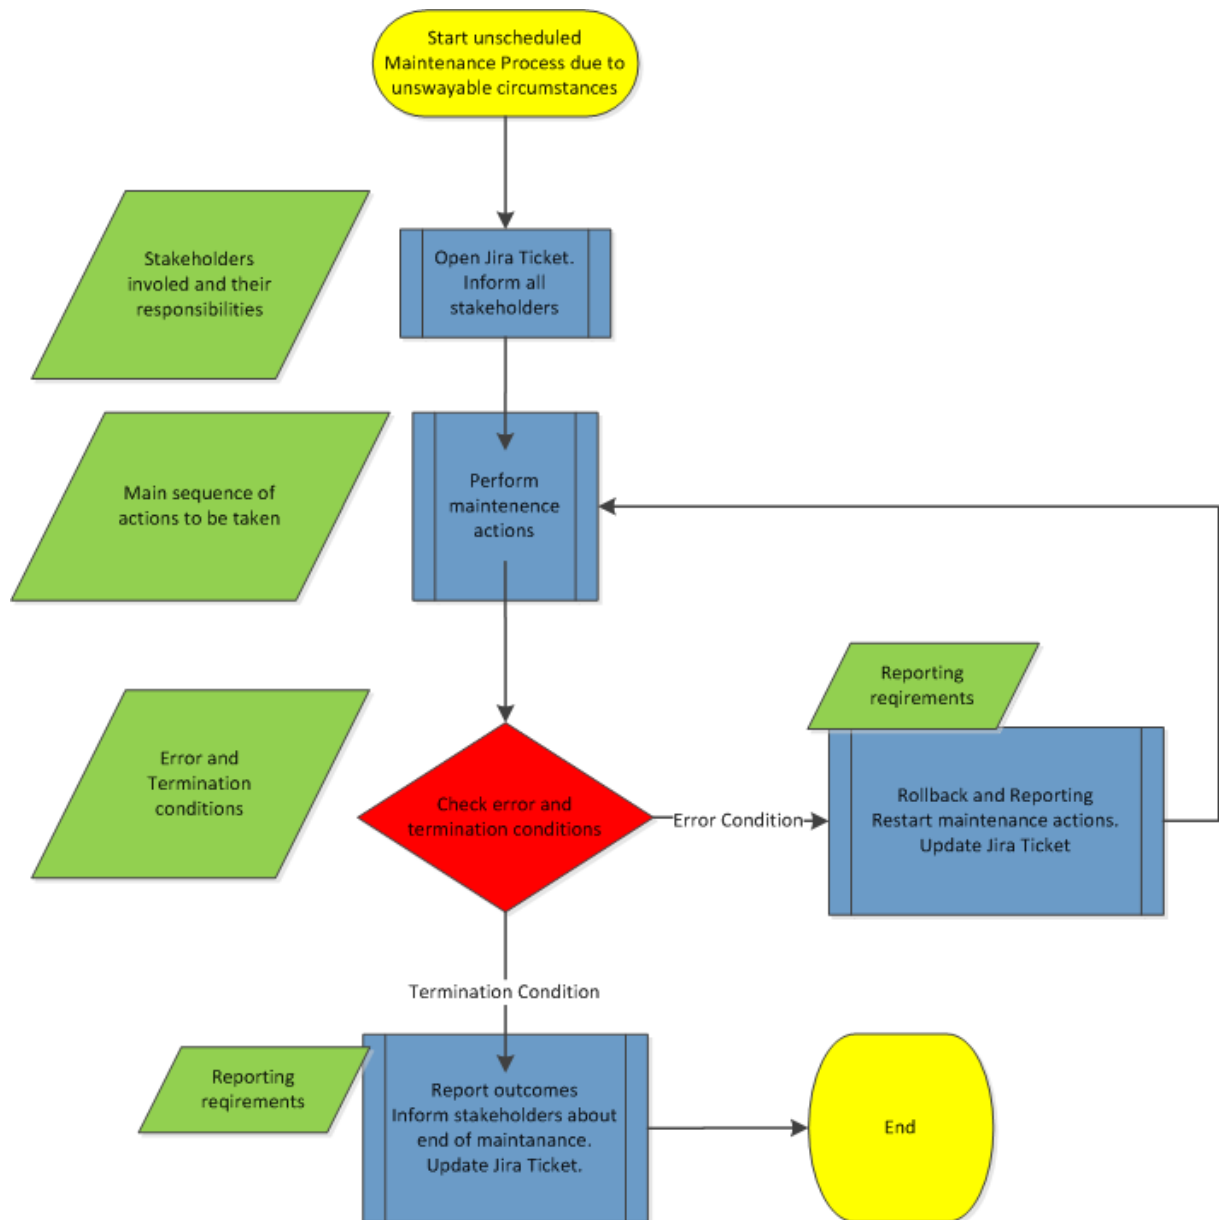 Start unscheduled
Maintenance Process due to
unswayable circumstances
Stakeholders
involed and their
responsibilities
Open Jira Ticket.
Inform all
stakeholders
Main sequence of
actions to be taken
Perform
maintenence
actions
Reporting
reqirements
Error and
Termination
conditions
Check error and
termination conditions
Error Condition
Rollback and Reporting
Restart maintenance actions.
Update Jira Ticket
Termination Condition
Reporting
reqirements
Report outcomes
Inform stakeholders about
end of maintanance.
Update Jira Ticket.
End